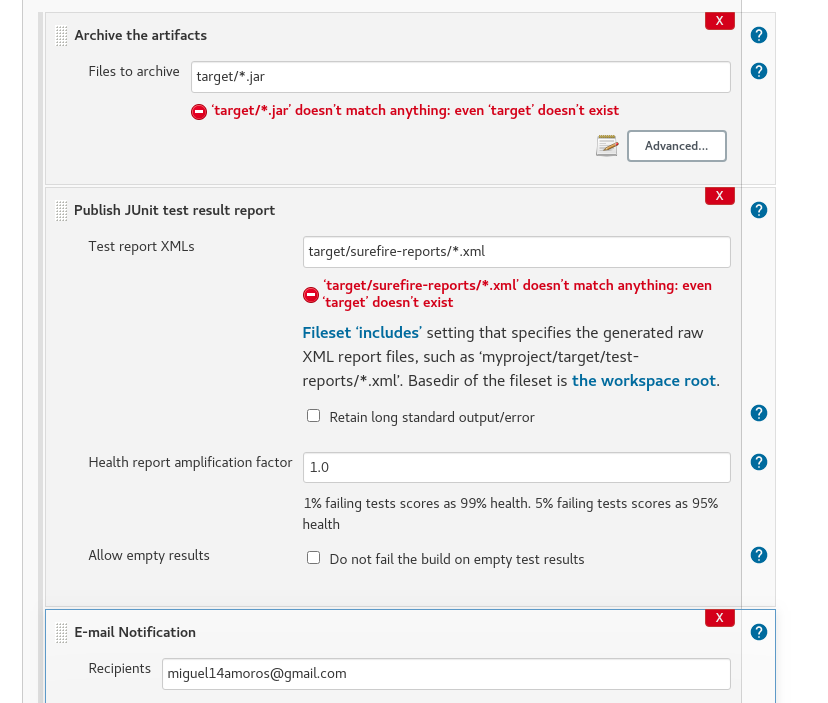 X
Archive the artifacts
?
Files to archive
target/*.jar
?
‘target/*.jar’ doesn’t match anything: even ‘target’ doesn’t exist
Advanced...
X
Publish JUnit test result report
?
Test report XMLs
target/surefire-reports/*.xml
‘target/surefire-reports/*.xml’ doesn’t match anything: even
‘target’ doesn’t exist
Fileset ‘includes’ setting that specifies the generated raw
XML report files, such as ‘myproject/target/test-
reports/*.xml’. Basedir of the fileset is the workspace root.
Retain long standard output/error
?
Health report amplification factor
1.0
?
1% failing tests scores as 99% health. 5% failing tests scores as 95%
health
Allow empty results
Do not fail the build on empty test results
?
X
E-mail Notification
?
Recipients
miguel14amoros@gmail.com